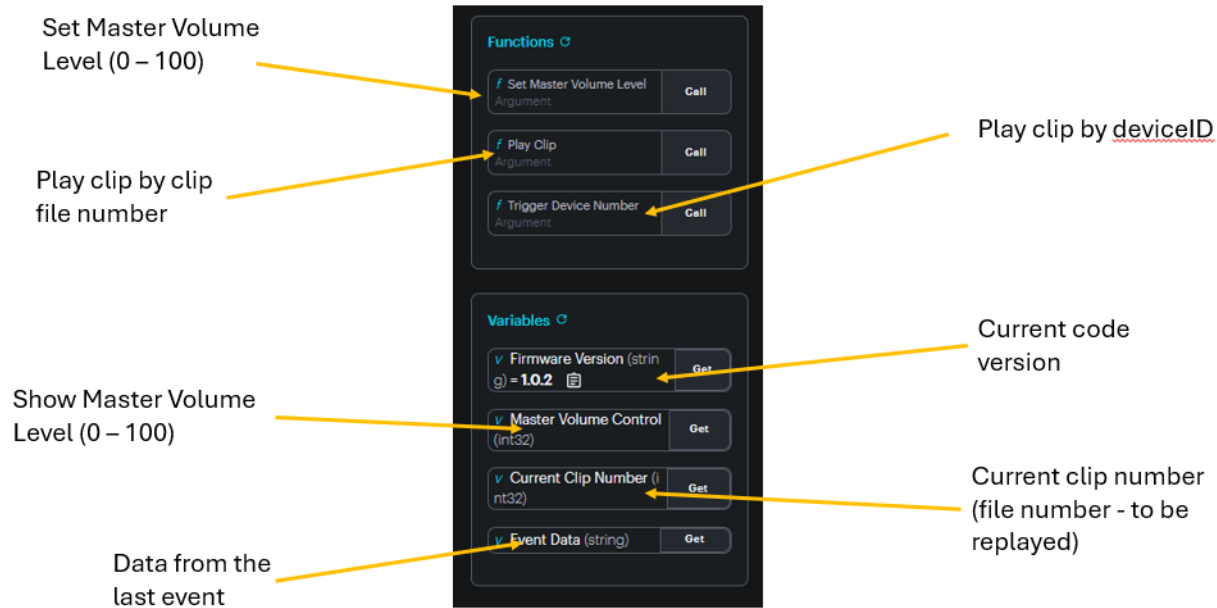 Set Master Volume
Level (0 – 100)
Play clip by clip
file number
Show Master Volume
Level (0 – 100)
Data from the
last event
Functions
f Set Master Volume Level
Argument
Call
f Play Clip
Argument
Call
f Trigger Device Number
Argument
Call
Variables
v Firmware Version (strin
g) = 1.0.2
Get
v Master Volume Control
(int32)
Get
v Current Clip Number (i
nt32)
Get
v Event Data (string)
Get
Play clip by deviceID
Current code
version
Current clip number
(file number - to be
replayed)